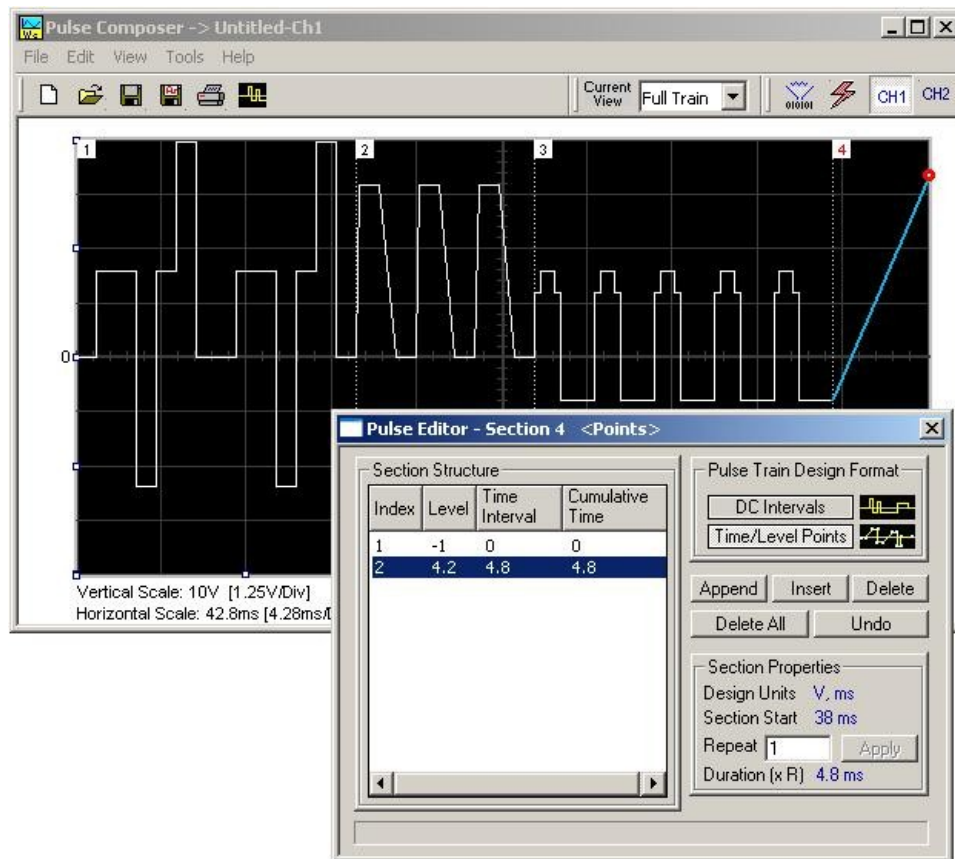 Pulse Composer -> Untitled-Ch1
File Edit View Tools Help
Current View Full Train
CH1 CH2
1 2 3 4
0
Vertical Scale: 10V [1.25V/Div]
Horizontal Scale: 42.8ms [4.28ms/
Pulse Editor - Section 4 <Points>
Section Structure
Index Level Time Interval Cumulative Time
1 -1 0 0
2 4.2 4.8 4.8
Pulse Train Design Format
DC Intervals
Time/Level Points
Append Insert Delete
Delete All Undo
Section Properties
Design Units V, ms
Section Start 38 ms
Repeat 1 Apply
Duration (x R) 4.8 ms